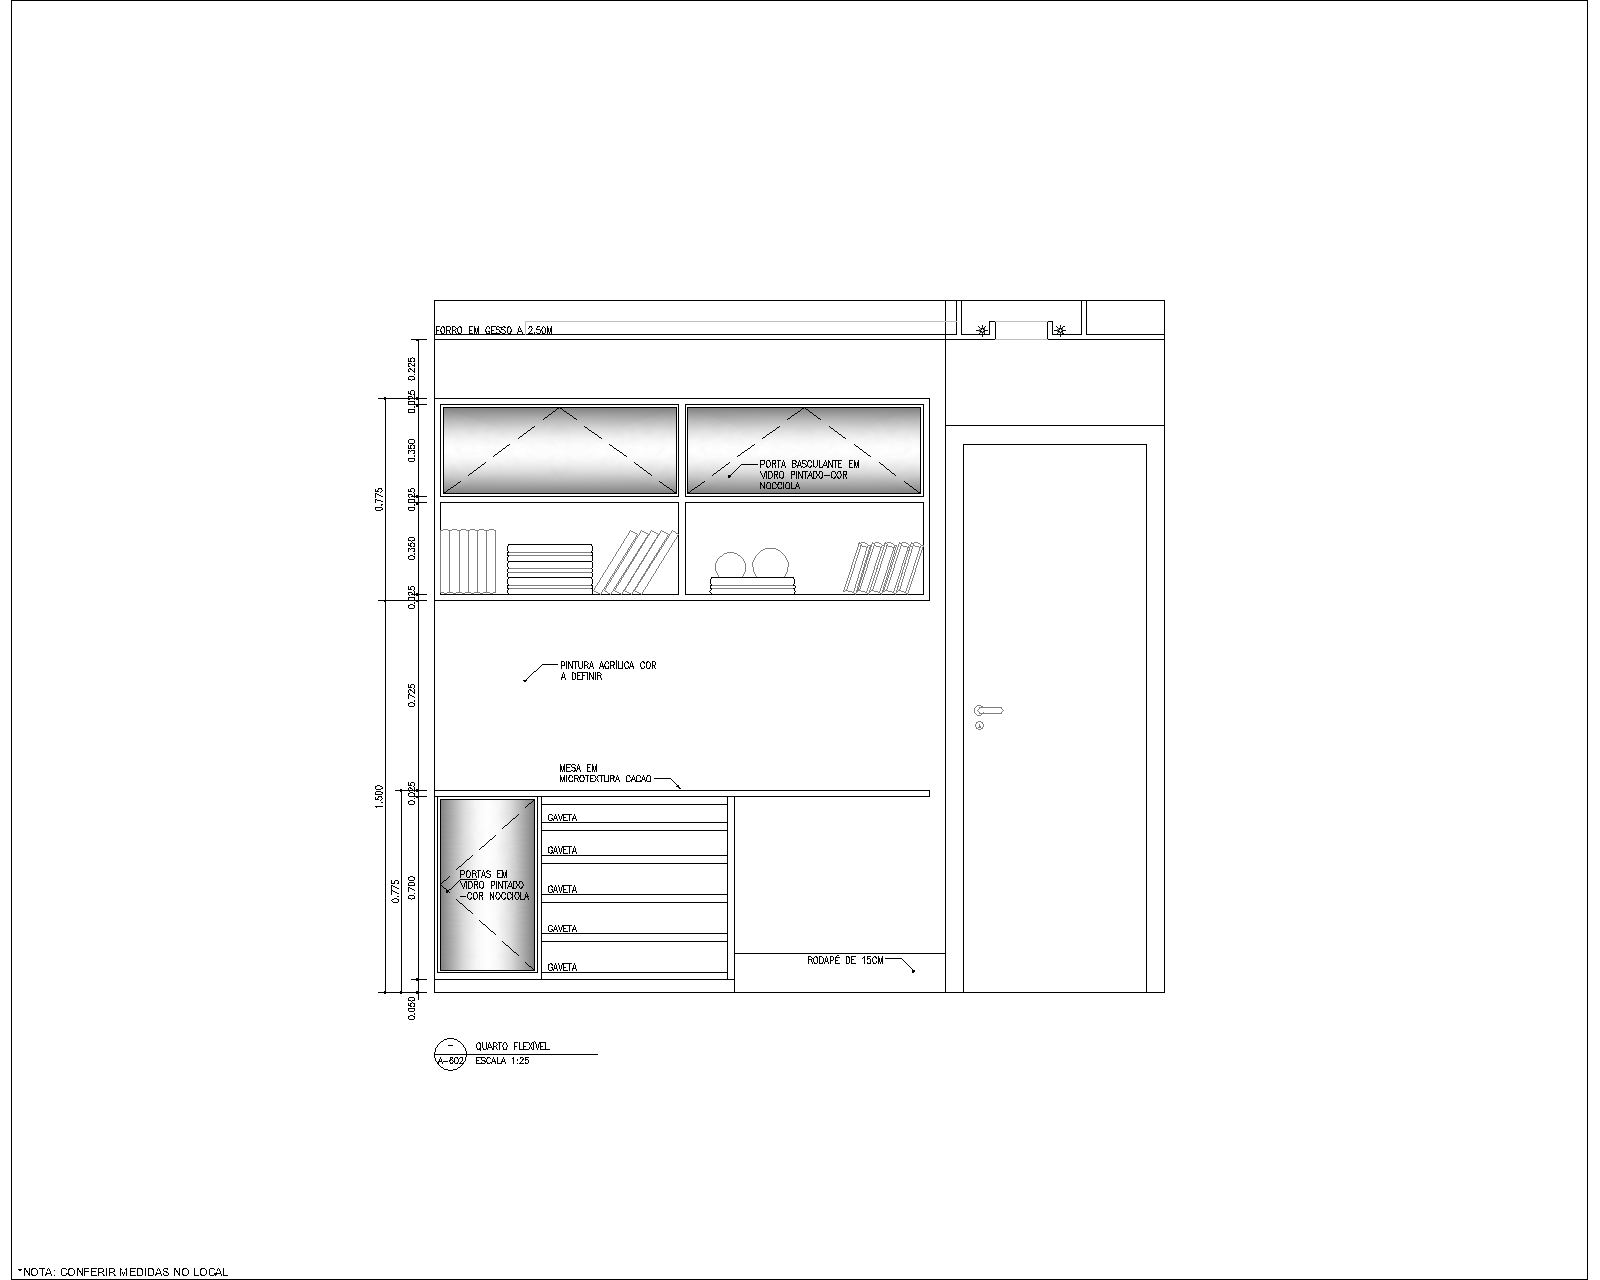 FORRO EM GESSO A 2.50M
0.225
0.025
0.350
0.025
0.350
0.025
0.775
PORTA BASCULANTE EM
VIDRO PINTADO-COR
NOCCIOLA
0.725
PINTURA ACRÍLICA COR
A DEFINIR
1.500
0.025
MESA EM
MICROTEXTURA CACAO
0.775
0.700
0.050
PORTAS EM
VIDRO PINTADO
-COR NOCCIOLA
GAVETA
GAVETA
GAVETA
GAVETA
GAVETA
RODAPÉ DE 15CM
-
A-602
QUARTO FLEXÍVEL
ESCALA 1:25
*NOTA: CONFERIR MEDIDAS NO LOCAL